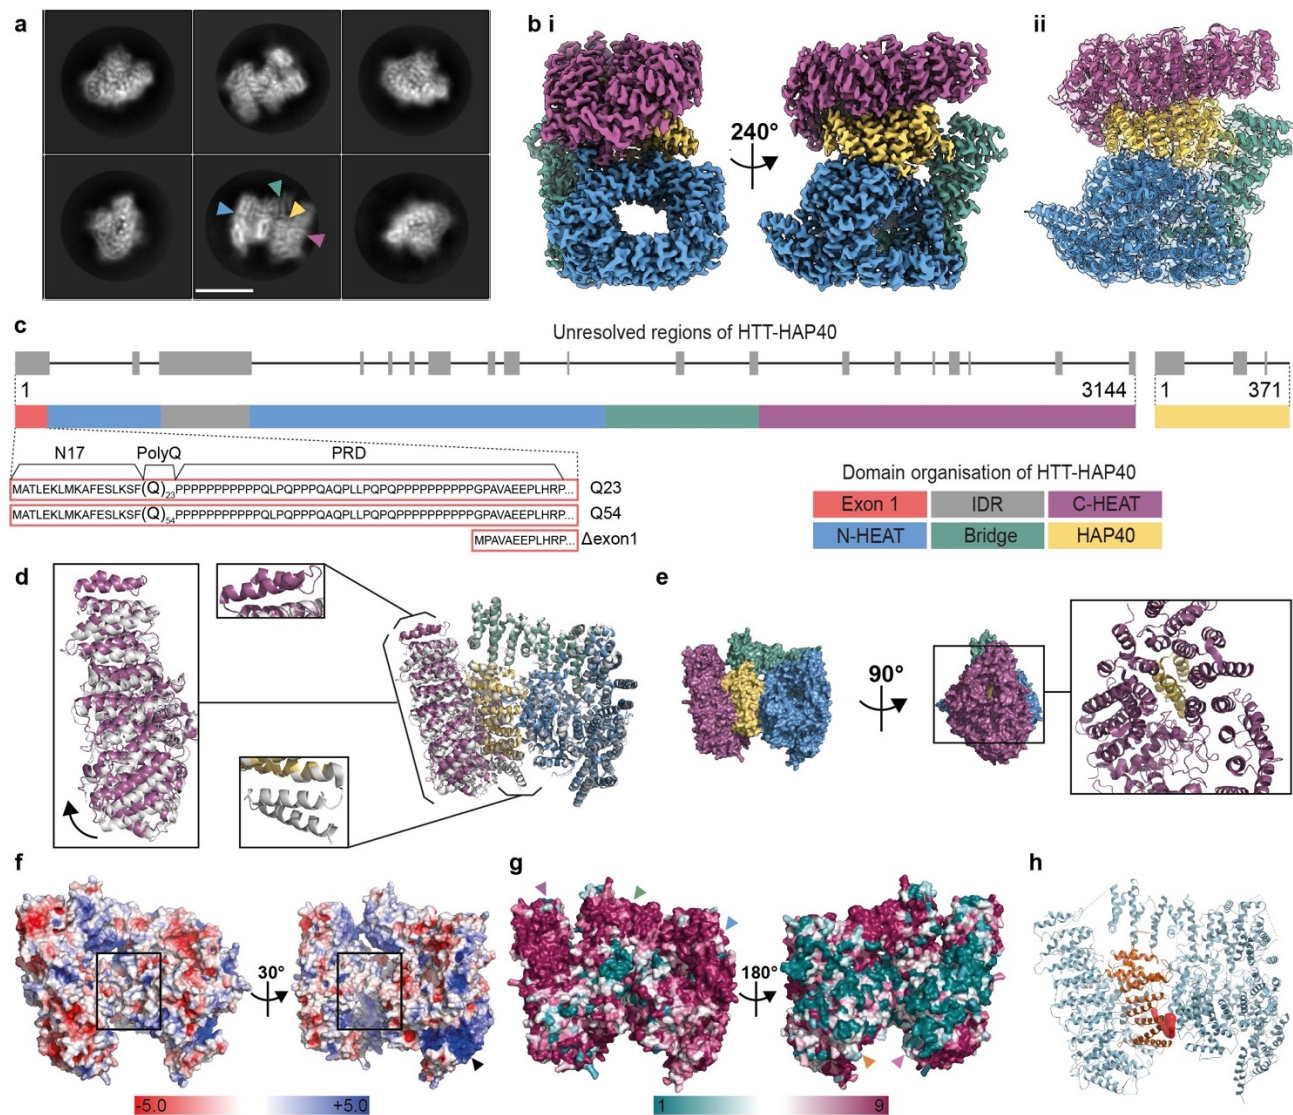 a
b i
ii
240°
c
Unresolved regions of HTT-HAP40
1
3144
1
371
N17
PolyQ
PRD
MATLEKLMKAFESLKSF(Q)23PPPPPPPPPPPQLPQPPPQAQPLLPQPQPPPPPPPPPPGPAVAEEPLHRP...
Q23
MATLEKLMKAFESLKSF(Q)54PPPPPPPPPPPQLPQPPPQAQPLLPQPQPPPPPPPPPPGPAVAEEPLHRP...
Q54
MPAVAEEPLHRP...
Δexon1
Domain organisation of HTT-HAP40
Exon 1
IDR
C-HEAT
N-HEAT
Bridge
HAP40
d
e
90°
f
30°
g
180°
h
-5.0
+5.0
1
9